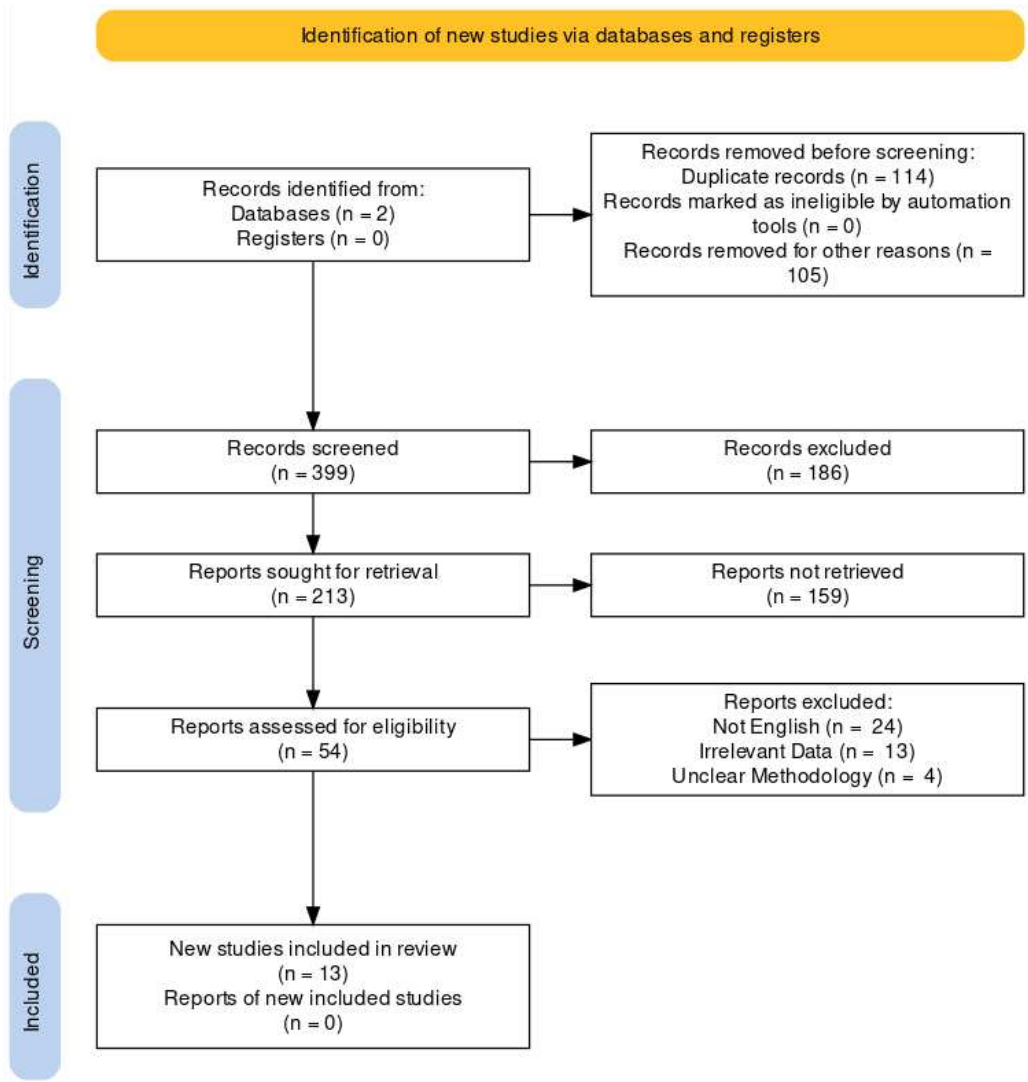 Identification of new studies via databases and registers
Identification
Records identified from:
Databases (n = 2)
Registers (n = 0)
Records removed before screening:
Duplicate records (n = 114)
Records marked as ineligible by automation
tools (n = 0)
Records removed for other reasons (n =
105)
Screening
Records screened
(n = 399)
Records excluded
(n = 186)
Reports sought for retrieval
(n = 213)
Reports not retrieved
(n = 159)
Reports assessed for eligibility
(n = 54)
Reports excluded:
Not English (n = 24)
Irrelevant Data (n = 13)
Unclear Methodology (n = 4)
Included
New studies included in review
(n = 13)
Reports of new included studies
(n = 0)